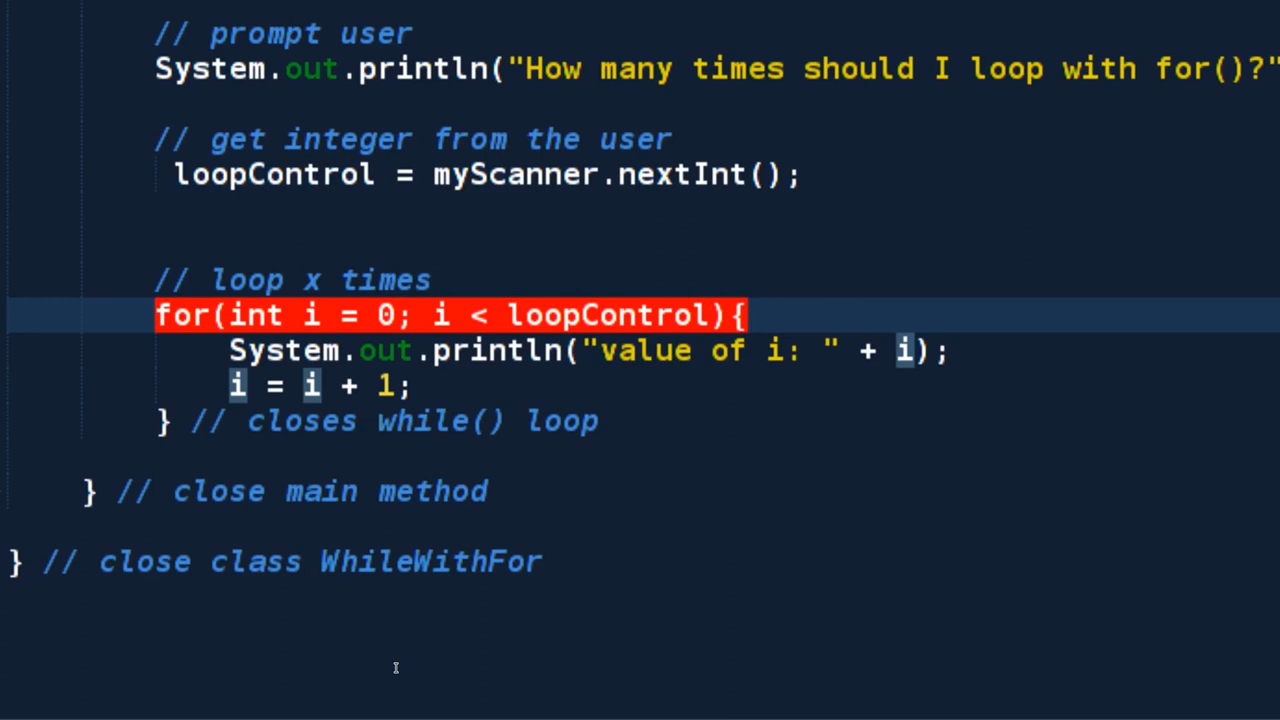 // prompt user
System.out.println("How many times should I loop with for()?"
// get integer from the user
loopControl = myScanner.nextInt();
// loop x times
for(int i = 0; i < loopControl){
System.out.println("value of i: " + i);
i = i + 1;
} // closes while() loop
} // close main method
} // close class WhileWithFor